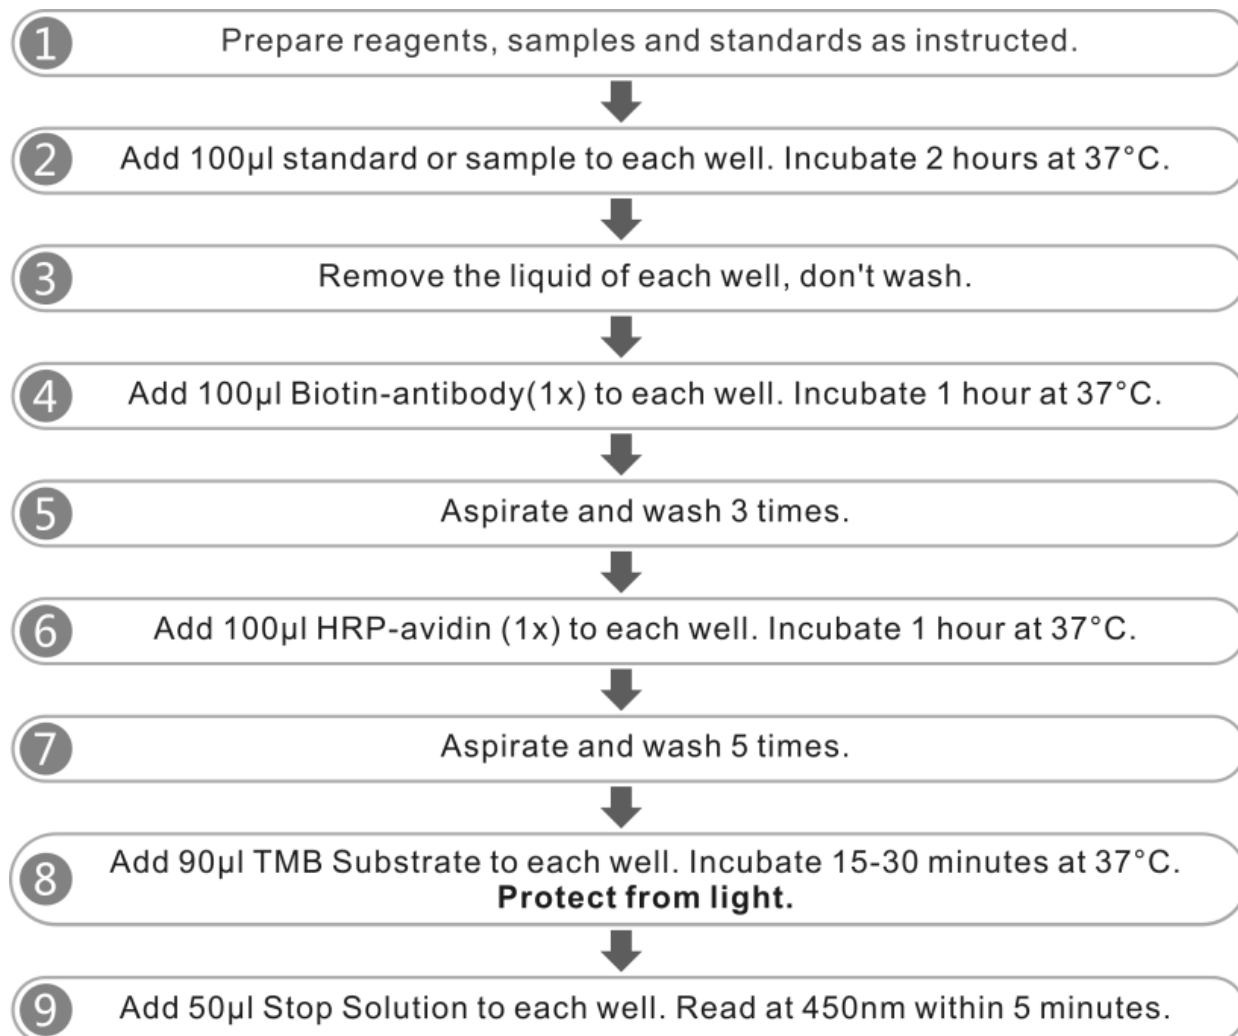 1 Prepare reagents, samples and standards as instructed.
2 Add 100µl standard or sample to each well. Incubate 2 hours at 37°C.
3 Remove the liquid of each well, don't wash.
4 Add 100µl Biotin-antibody(1x) to each well. Incubate 1 hour at 37°C.
5 Aspirate and wash 3 times.
6 Add 100µl HRP-avidin (1x) to each well. Incubate 1 hour at 37°C.
7 Aspirate and wash 5 times.
8 Add 90µl TMB Substrate to each well. Incubate 15-30 minutes at 37°C.
Protect from light.
9 Add 50µl Stop Solution to each well. Read at 450nm within 5 minutes.